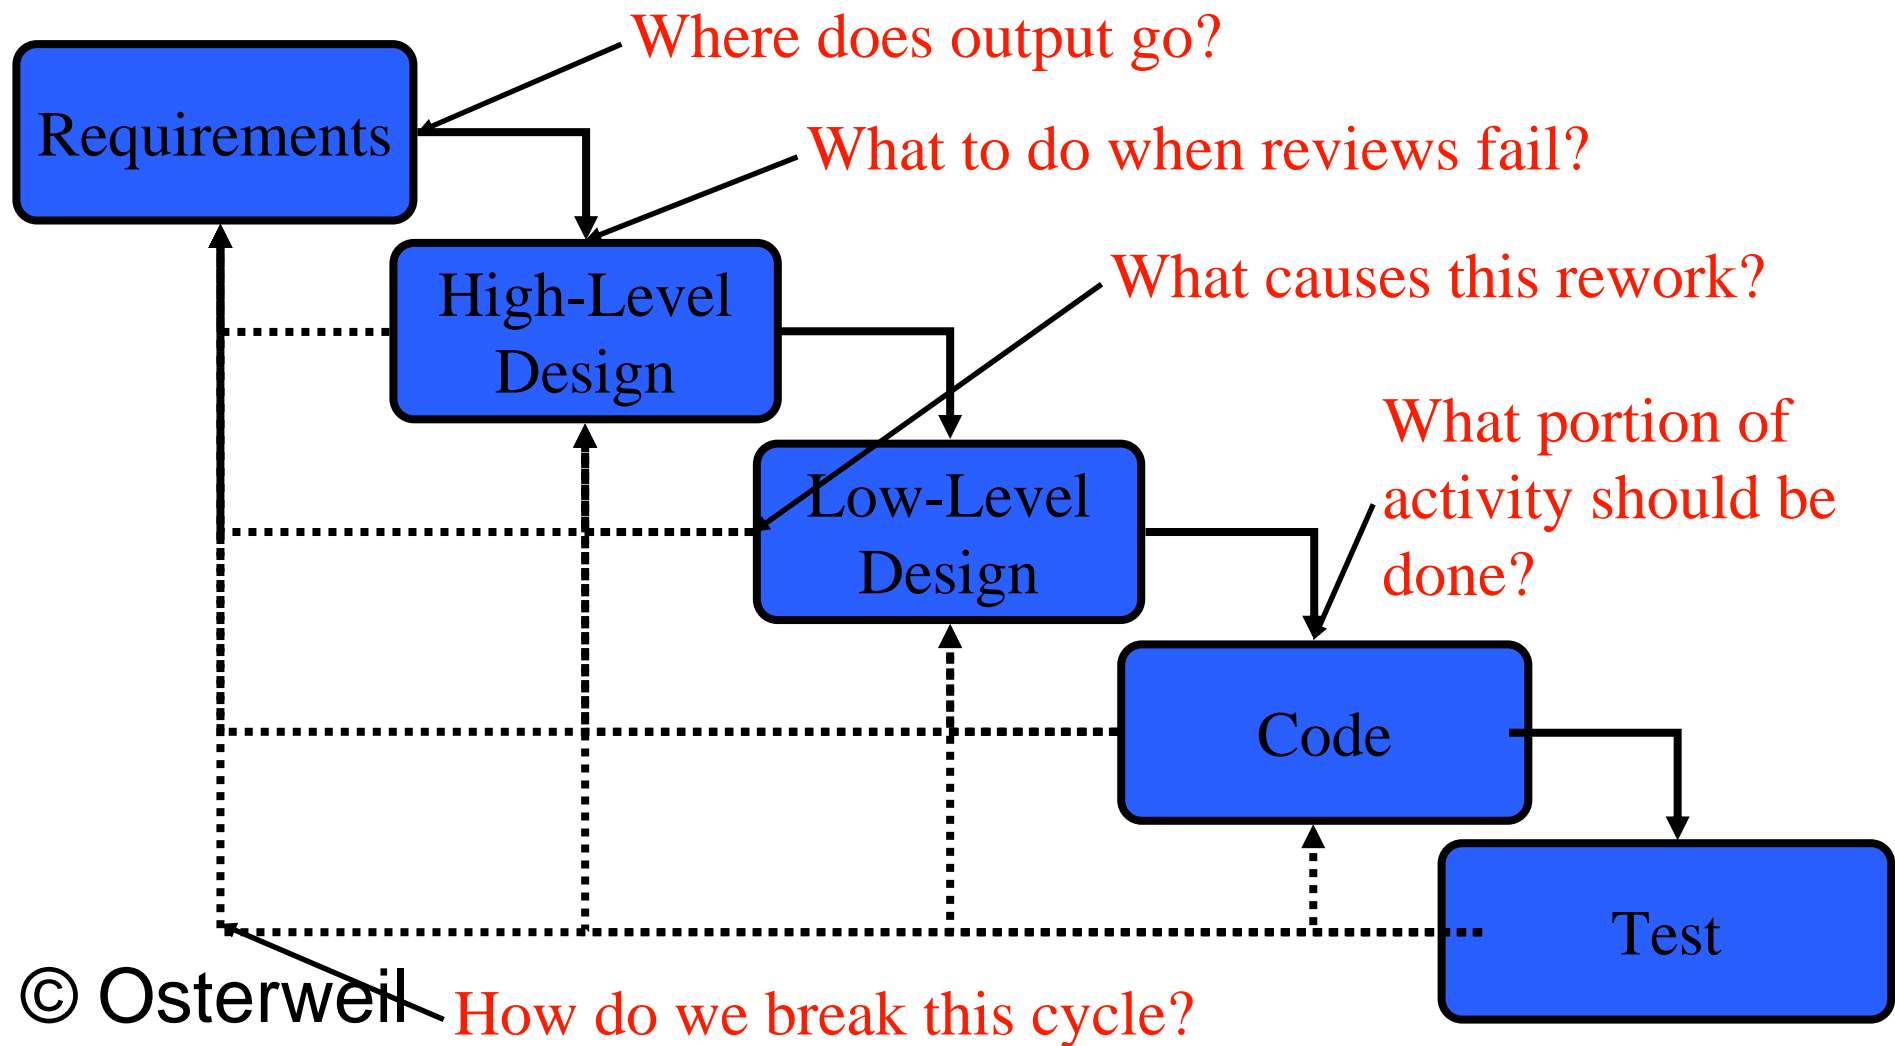 Where does output go?
Requirements
What to do when reviews fail?
High-Level
Design
What causes this rework?
What portion of
activity should be
done?
Low-Level
Design
Code
Test
© Osterweil
How do we break this cycle?